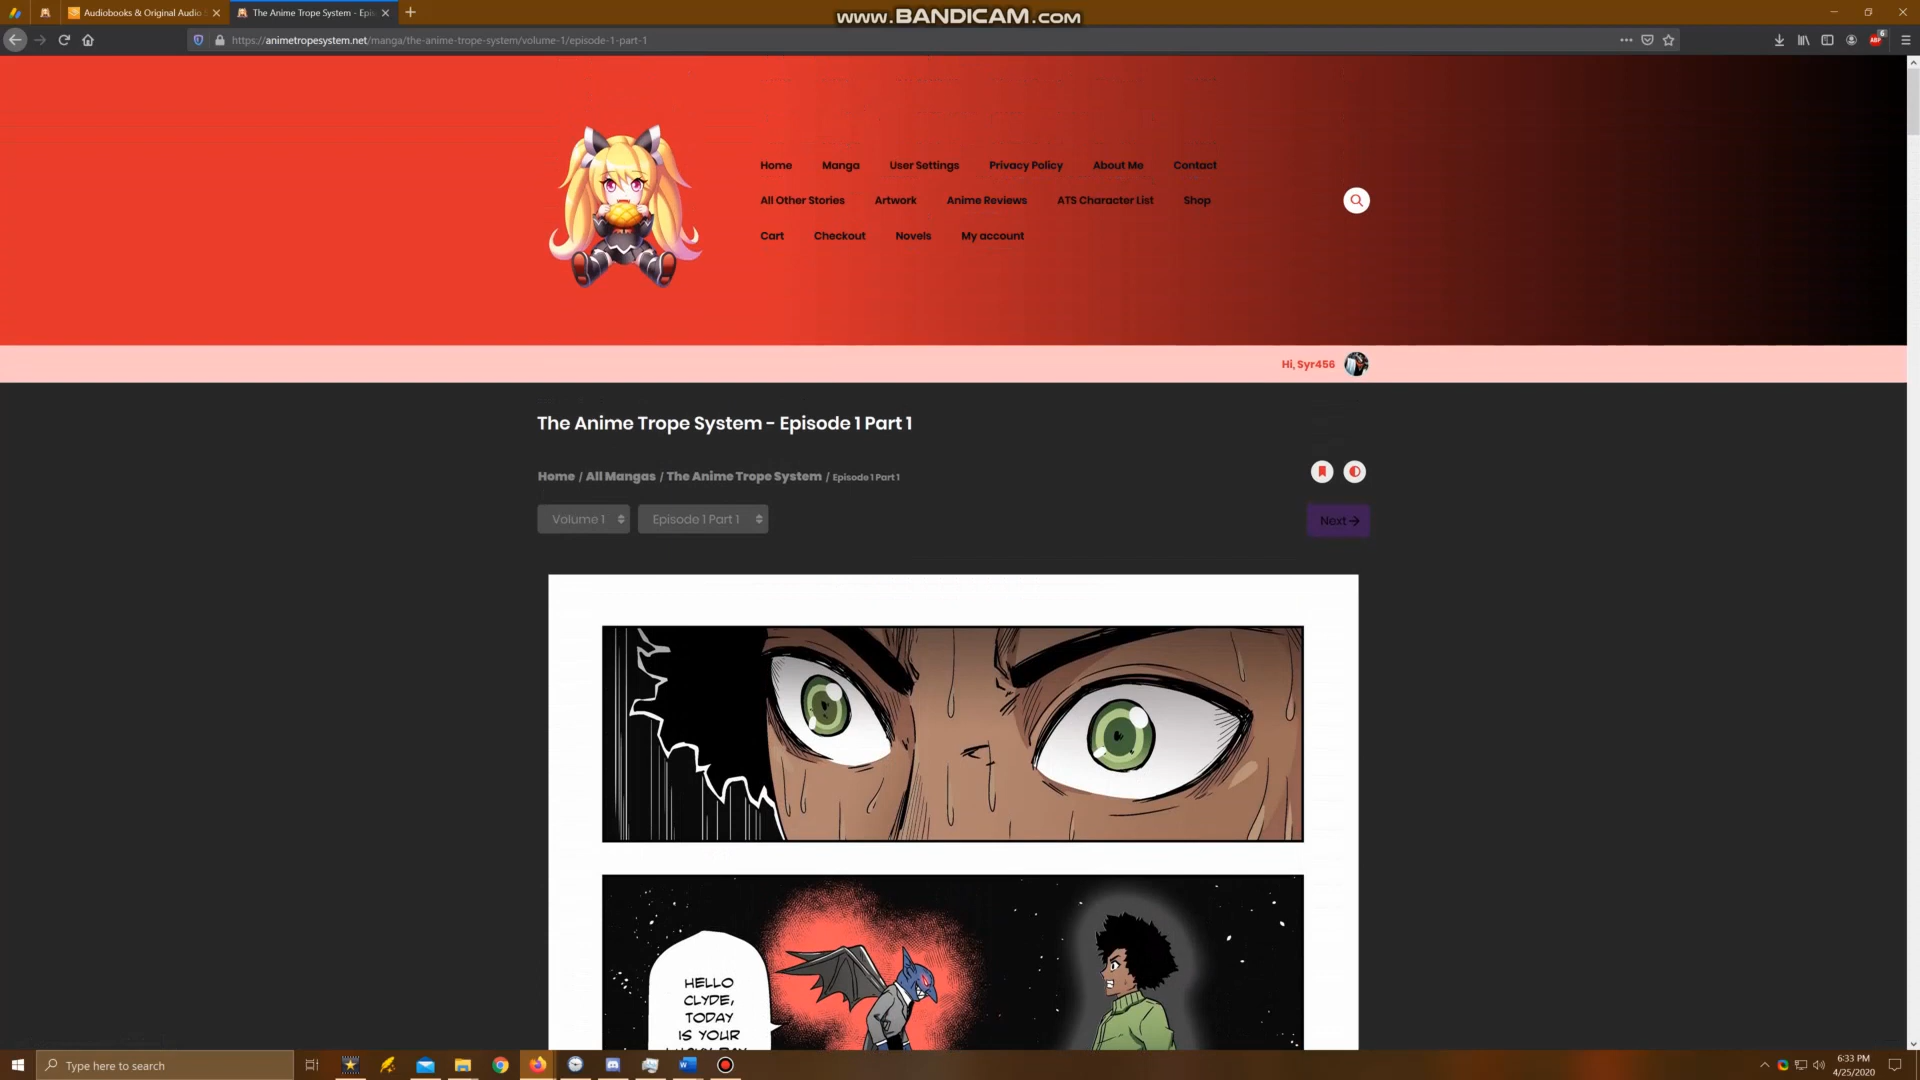 Audiobooks & Original Audio
The Anime Trope System - Epis
www.BANDICAM.com
https://animetropesystem.net/manga/the-anime-trope-system/volume-1/episode-1-part-1
ABP
6
Home Manga User Settings Privacy Policy About Me Contact
All Other Stories Artwork Anime Reviews ATS Character List Shop
Cart Checkout Novels My account
Hi, Syr456
The Anime Trope System - Episode 1 Part 1
Home / All Mangas / The Anime Trope System / Episode 1 Part 1
Volume 1 Episode 1 Part 1
Next→
HELLO
CLYDE,
TODAY
IS YOUR
Type here to search
6:33 PM
4/25/2020